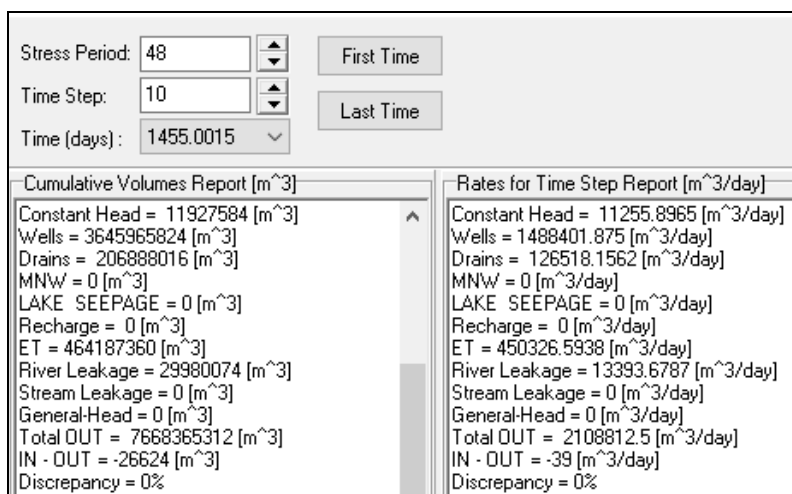 Stress Period: 48
First Time
Time Step: 10
Last Time
Time (days) : 1455.0015
Cumulative Volumes Report [m^3]
Constant Head = 11927584 [m^3]
Wells = 3645965824 [m^3]
Drains = 206888016 [m^3]
MNW = 0 [m^3]
LAKE SEEPAGE = 0 [m^3]
Recharge = 0 [m^3]
ET = 464187360 [m^3]
River Leakage = 29980074 [m^3]
Stream Leakage = 0 [m^3]
General-Head = 0 [m^3]
Total OUT = 7668365312 [m^3]
IN - OUT = -26624 [m^3]
Discrepancy = 0%
Rates for Time Step Report [m^3/day]
Constant Head = 11255.8965 [m^3/day]
Wells = 1488401.875 [m^3/day]
Drains = 126518.1562 [m^3/day]
MNW = 0 [m^3/day]
LAKE SEEPAGE = 0 [m^3/day]
Recharge = 0 [m^3/day]
ET = 450326.5938 [m^3/day]
River Leakage = 13393.6787 [m^3/day]
Stream Leakage = 0 [m^3/day]
General-Head = 0 [m^3/day]
Total OUT = 2108812.5 [m^3/day]
IN - OUT = -39 [m^3/day]
Discrepancy = 0%